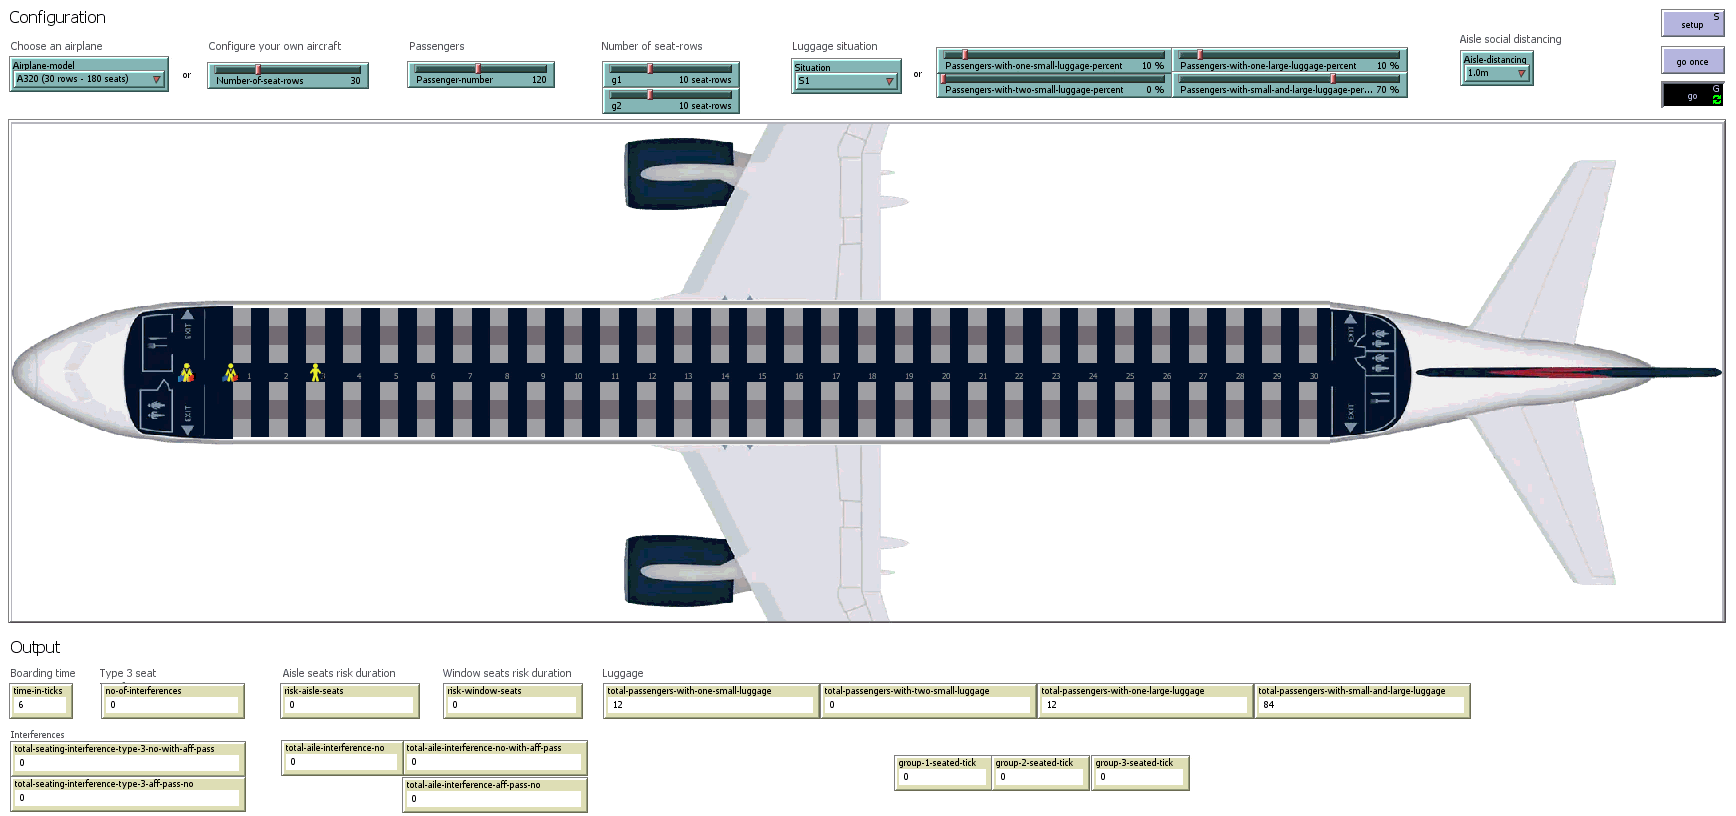 Configuration
Choose an airplane
Airplane-model
A320 (30 rows - 180 seats)
or
Configure your own aircraft
Number-of-seat-rows 30
Passengers
Passenger-number 120
Number of seat-rows
g1 10 seat-rows
g2 10 seat-rows
Luggage situation
Situation
S1
or
Passengers-with-one-small-luggage-percent 10 %
Passengers-with-one-large-luggage-percent 10 %
Passengers-with-two-small-luggage-percent 0 %
Passengers-with-small-and-large-luggage-per... 70 %
Aisle social distancing
Aisle-distancing
1.0m
setup S
go once
go G
EXIT
EXIT
1 2 3 4 5 6 7 8 9 10 11 12 13 14 15 16 17 18 19 20 21 22 23 24 25 26 27 28 29 30
EXIT
EXIT
Output
Boarding time
time-in-ticks
6
Type 3 seat
no-of-interferences
0
Aisle seats risk duration
risk-aisle-seats
0
Window seats risk duration
risk-window-seats
0
Luggage
total-passengers-with-one-small-luggage
12
total-passengers-with-two-small-luggage
0
total-passengers-with-one-large-luggage
12
total-passengers-with-small-and-large-luggage
84
Interferences
total-seating-interference-type-3-no-with-aff-pass
0
total-seating-interference-type-3-aff-pass-no
0
total-aile-interference-no
0
total-aile-interference-no-with-aff-pass
0
total-aile-interference-aff-pass-no
0
group-1-seated-tick
0
group-2-seated-tick
0
group-3-seated-tick
0